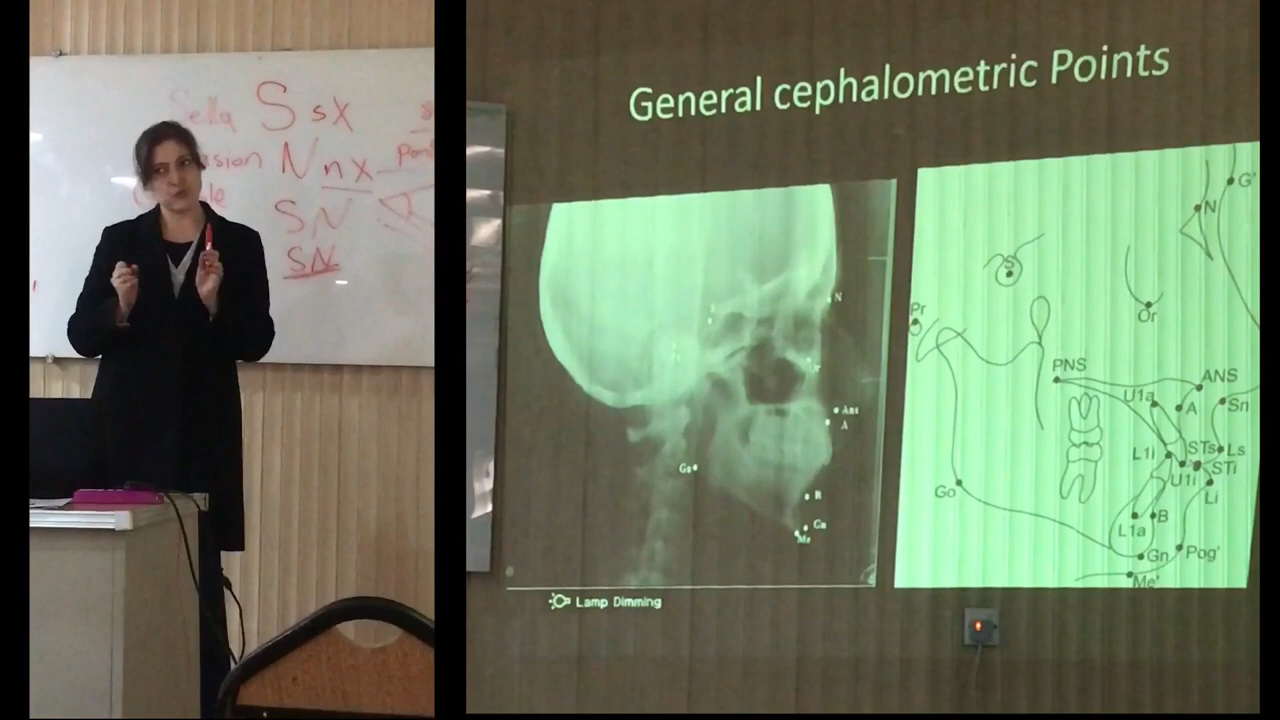 Sella S sx
N nx
SN
SN
General cephalometric Points
N
Ans
A
Go
B
Gn
Me
Lamp Dimming
G'
N
S
Pr
Or
PNS
ANS
U1a
A
Sn
L1i
STs
Ls
U1i
STi
Li
Go
L1a
B
Gn
Pog'
Me'